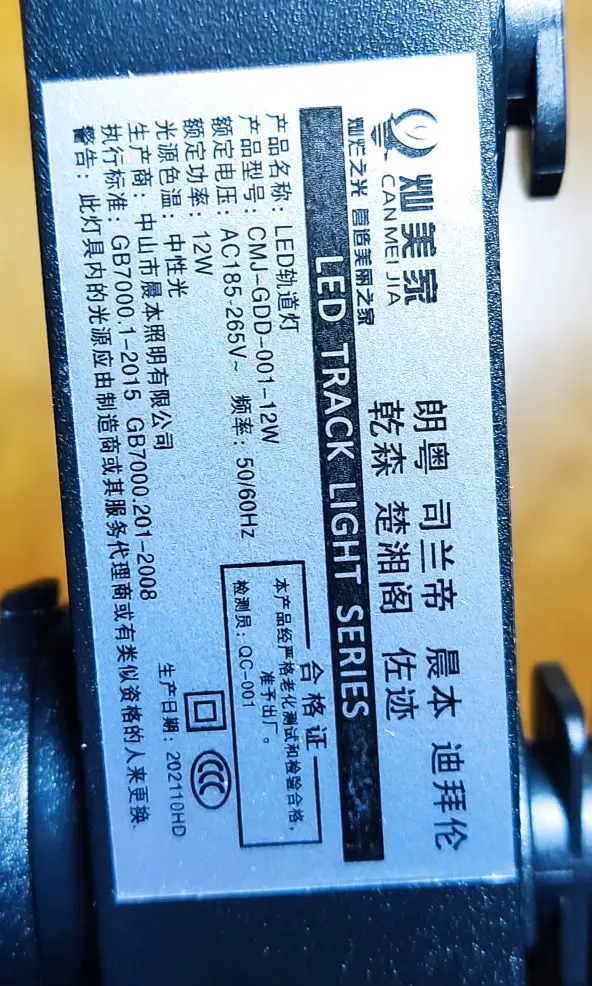 灿美家
CAN MEI JIA
灿烂之光 营造美丽之家
朗粤 司兰帝 晨本 迪拜伦
乾森 楚湘阁 佐迹
LED TRACK LIGHT SERIES
产品名称：LED轨道灯
产品型号：CMJ-GDD-001-12W
额定电压：AC185-265V~ 频率：50/60Hz
额定功率：12W
光源色温：中性光
生产商：中山市晨本照明有限公司
执行标准：GB7000.1-2015 GB7000.201-2008
警告：此灯具内的光源应由制造商或其服务代理商或有类似资格的人来更换.
合格证
本产品经严格老化测试和检验合格，
准予出厂。
检测员：QC-001
CCC
生产日期：202110HD